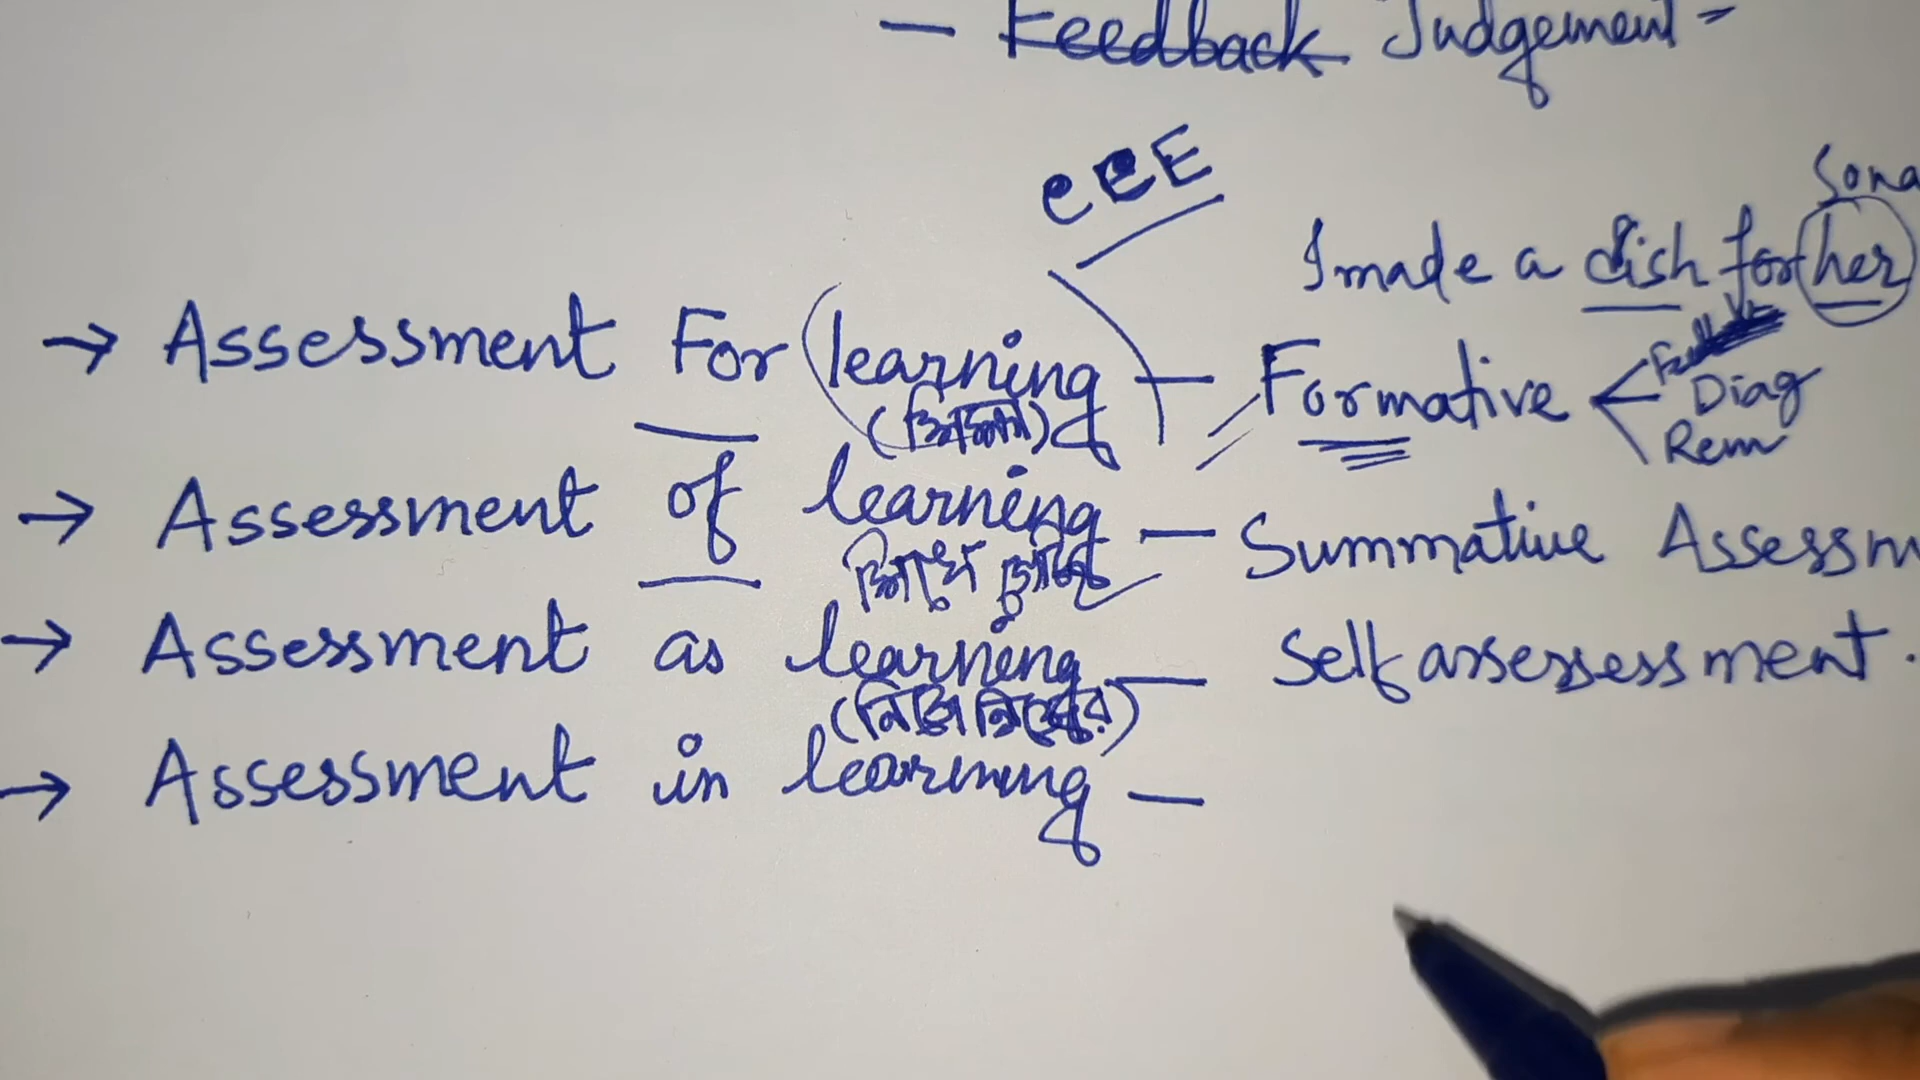 — Feedback Judgement -
CCE
Sona
I made a dish for her
→ Assessment For learning — Formative
Diag
Rem
→ Assessment of learning — Summative Assessm
→ Assessment as learning — Self assessessment.
→ Assessment in learning —